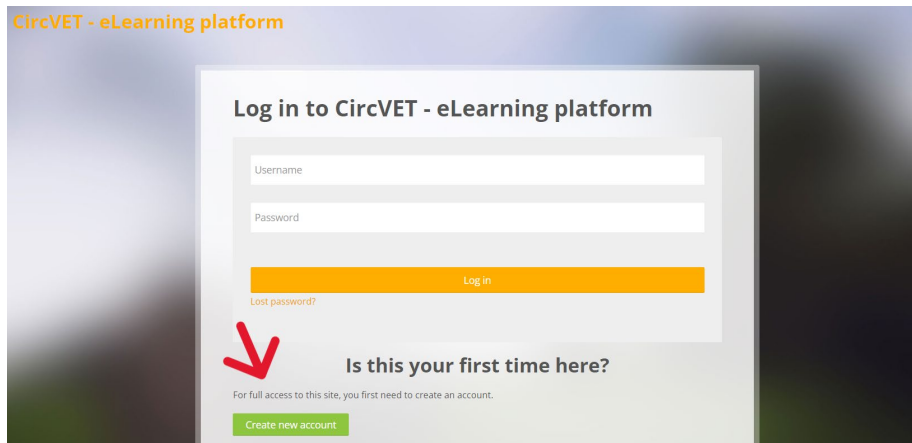 CircVET - eLearning platform
Log in to CircVET - eLearning platform
Username
Password
Log in
Lost password?
Is this your first time here?
For full access to this site, you first need to create an account.
Create new account